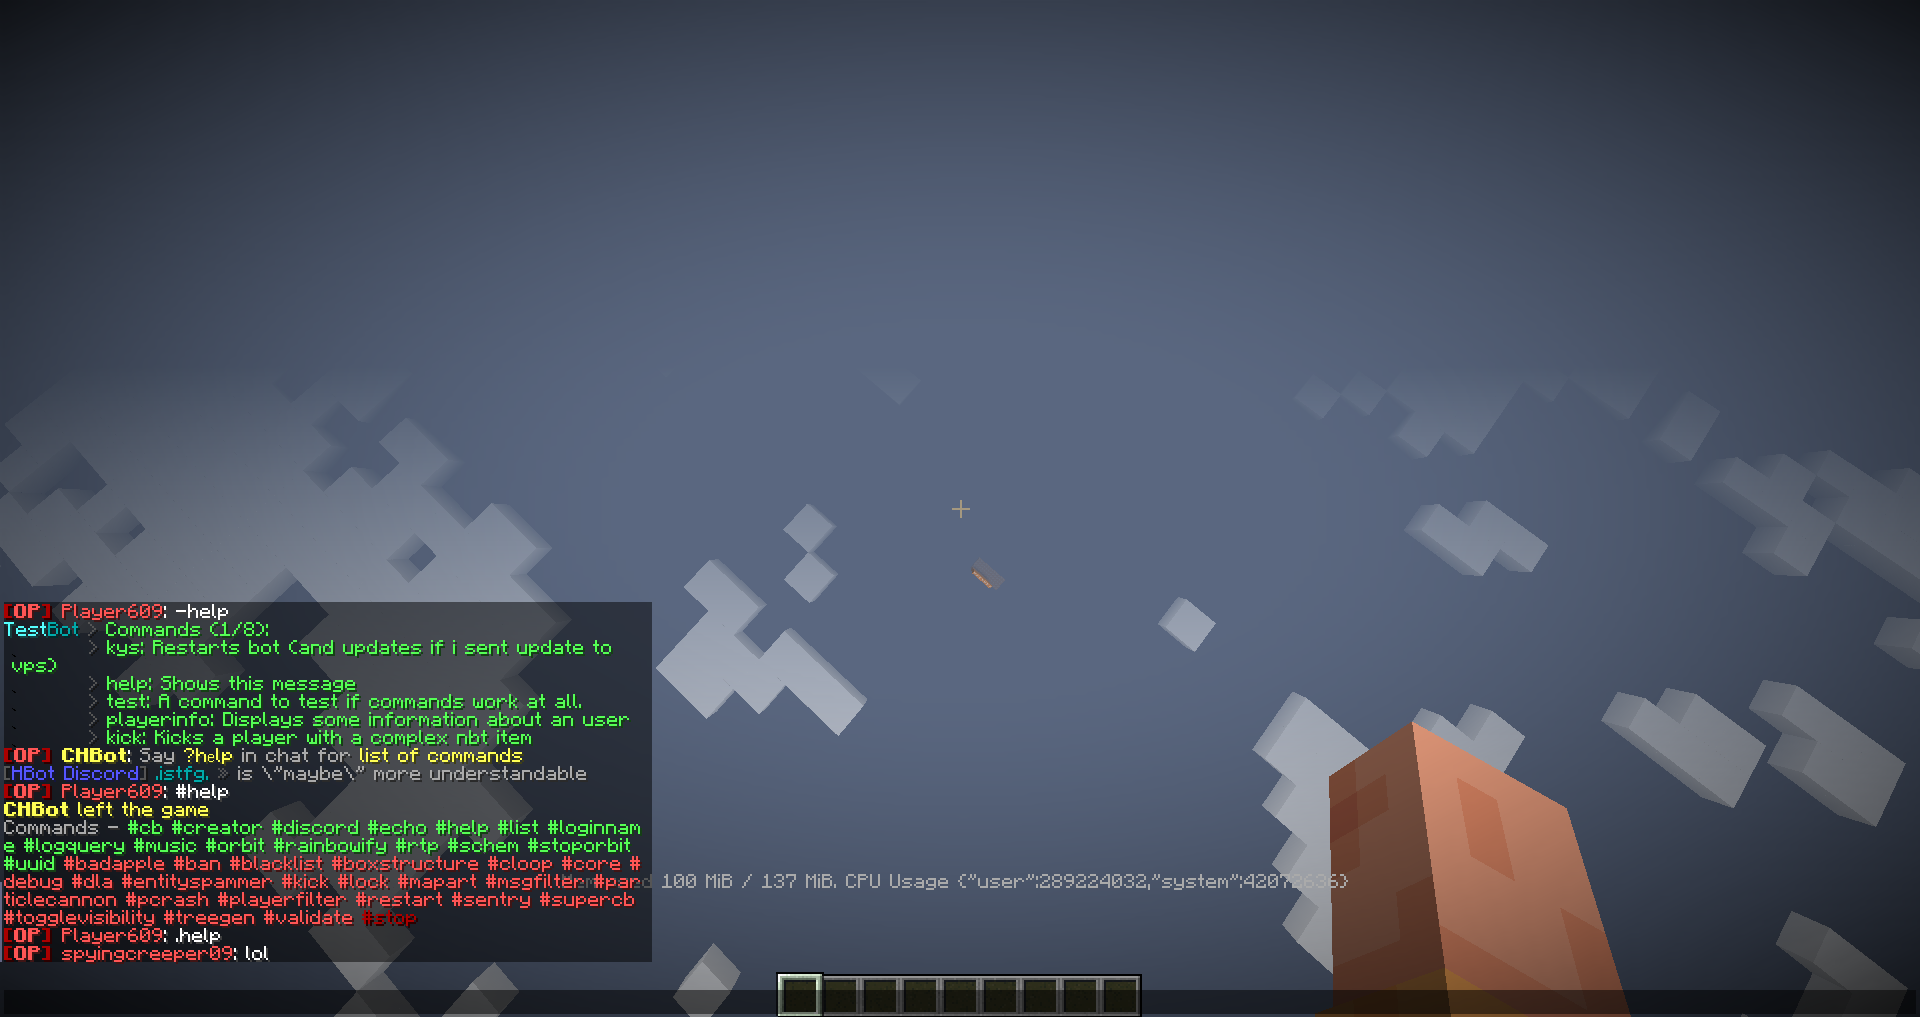 [OP] Player609: -help
TestBot > Commands (1/8):
> kys: Restarts bot (and updates if i sent update to
vps)
> help: Shows this message
> test: A command to test if commands work at all.
> playerinfo: Displays some information about an user
> kick: Kicks a player with a complex nbt item
[OP] CHBot: Say ?help in chat for list of commands
[HBot Discord] .istfg. » is \"maybe\" more understandable
[OP] Player609: #help
CHBot left the game
Commands - #cb #creator #discord #echo #help #list #loginnam
e #logquery #music #orbit #rainbowify #rtp #schem #stoporbit
#uuid #badapple #ban #blacklist #boxstructure #cloop #core #
debug #dla #entityspammer #kick #lock #mapart #msgfilter #par
ticlecannon #pcrash #playerfilter #restart #sentry #supercb
#togglevisibility #treegen #validate #stop
[OP] Player609: .help
[OP] spyingcreeper09: lol
100 MiB / 137 MiB. CPU Usage {"user":289224032,"system":42072636}